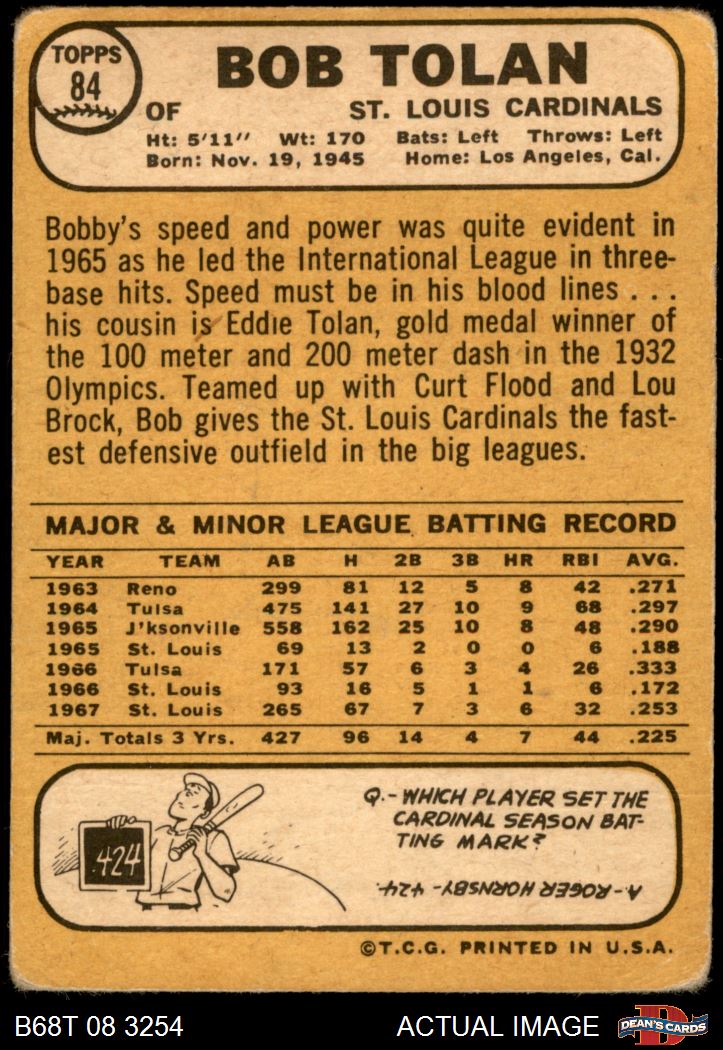 TOPPS
84
BOB TOLAN
OF ST. LOUIS CARDINALS
Ht: 5'11" Wt: 170 Bats: Left Throws: Left
Born: Nov. 19, 1945 Home: Los Angeles, Cal.
Bobby's speed and power was quite evident in
1965 as he led the International League in three-
base hits. Speed must be in his blood lines . . .
his cousin is Eddie Tolan, gold medal winner of
the 100 meter and 200 meter dash in the 1932
Olympics. Teamed up with Curt Flood and Lou
Brock, Bob gives the St. Louis Cardinals the fast-
est defensive outfield in the big leagues.
MAJOR & MINOR LEAGUE BATTING RECORD
YEAR TEAM AB H 2B 3B HR RBI AVG.
1963 Reno 299 81 12 5 8 42 .271
1964 Tulsa 475 141 27 10 9 68 .297
1965 J'ksonville 558 162 25 10 8 48 .290
1965 St. Louis 69 13 2 0 0 6 .188
1966 Tulsa 171 57 6 3 4 26 .333
1966 St. Louis 93 16 5 1 1 6 .172
1967 St. Louis 265 67 7 3 6 32 .253
Maj. Totals 3 Yrs. 427 96 14 4 7 44 .225
.424
Q.- WHICH PLAYER SET THE
CARDINAL SEASON BAT-
TING MARK?
A- ROGER HORNSBY - .424.
©T.C.G. PRINTED IN U.S.A.
B68T 08 3254 ACTUAL IMAGE
D
DEAN'S CARDS